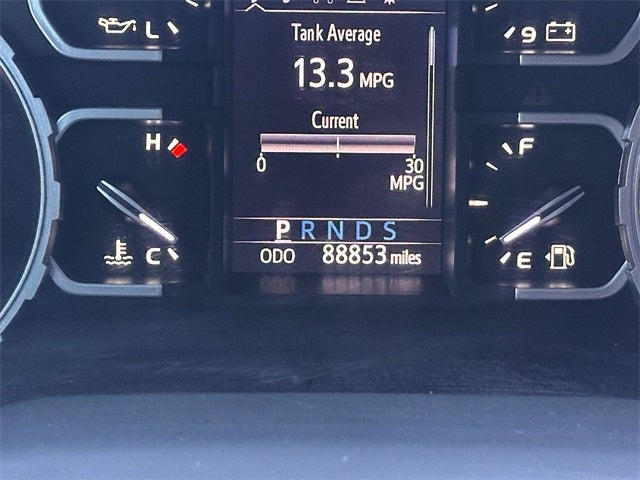 L
9
Tank Average
13.3 MPG
Current
0 30
MPG
H
C
F
E
P R N D S
ODO 88853 miles